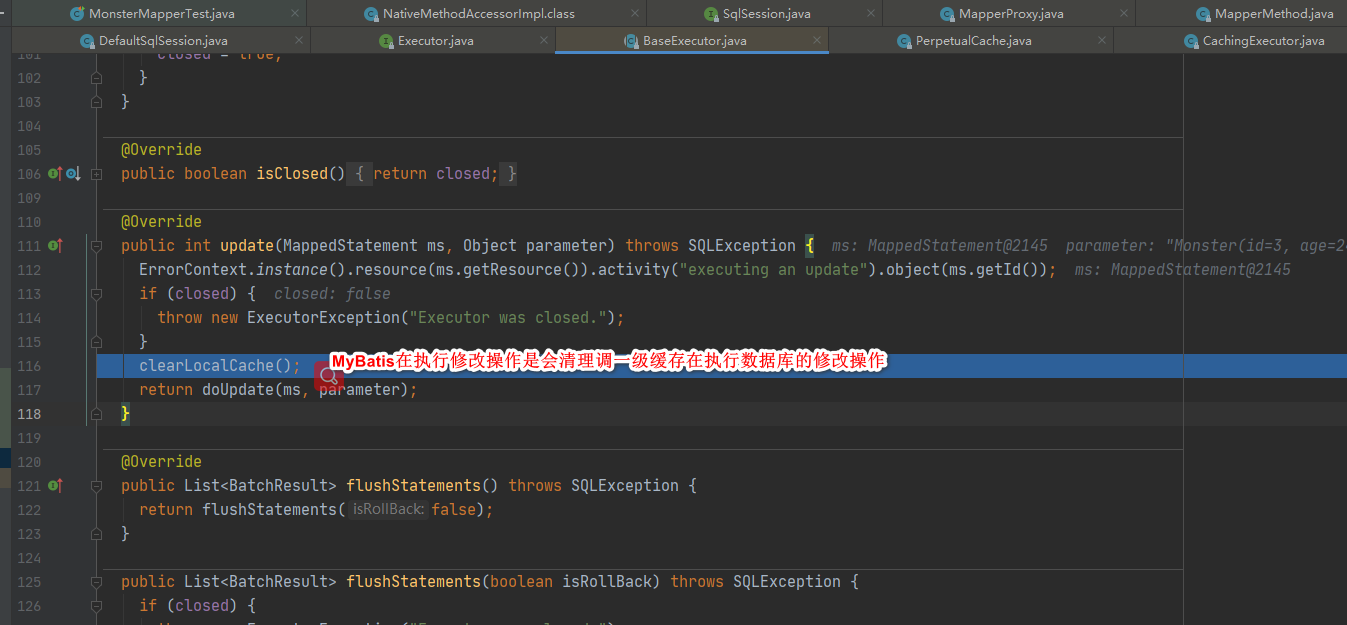 MonsterMapperTest.java
NativeMethodAccessorImpl.class
SqlSession.java
MapperProxy.java
MapperMethod.java
DefaultSqlSession.java
Executor.java
BaseExecutor.java
PerpetualCache.java
CachingExecutor.java
101 closed = true;
102 }
103 }
104
105 @Override
106 public boolean isClosed() { return closed; }
109
110 @Override
111 public int update(MappedStatement ms, Object parameter) throws SQLException { ms: MappedStatement@2145 parameter: "Monster(id=3, age=2
112 ErrorContext.instance().resource(ms.getResource()).activity("executing an update").object(ms.getId()); ms: MappedStatement@2145
113 if (closed) { closed: false
114 throw new ExecutorException("Executor was closed.");
115 }
116 clearLocalCache(); MyBatis在执行修改操作是会清理调一级缓存在执行数据库的修改操作
117 return doUpdate(ms, parameter);
118 }
119
120 @Override
121 public List<BatchResult> flushStatements() throws SQLException {
122 return flushStatements( isRollBack: false);
123 }
124
125 public List<BatchResult> flushStatements(boolean isRollBack) throws SQLException {
126 if (closed) {